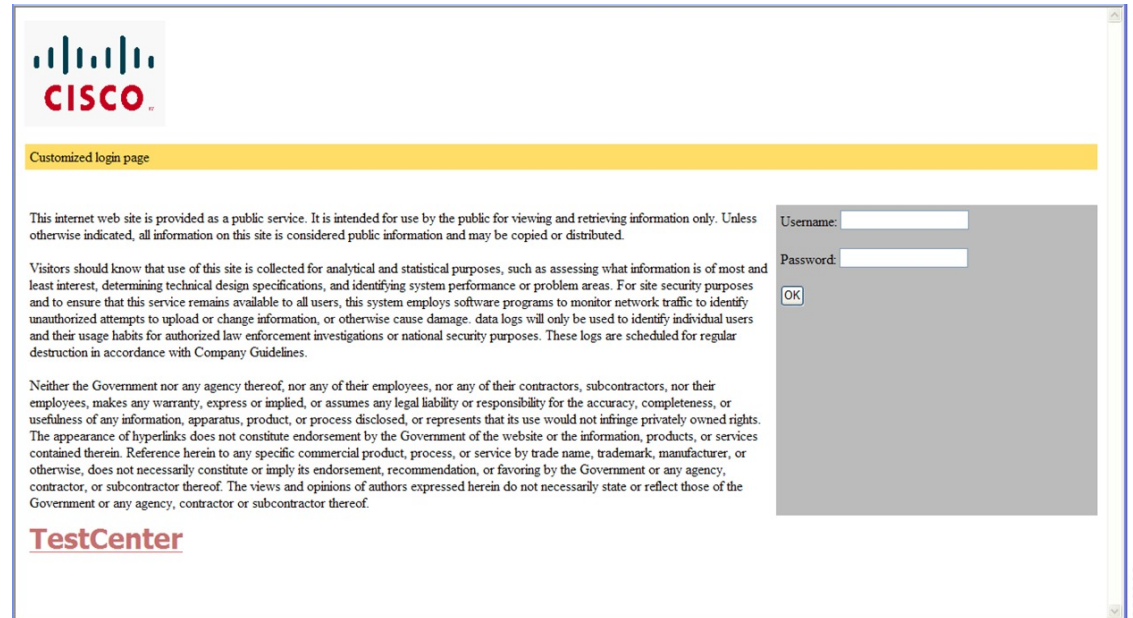 CISCO
Customized login page
This internet web site is provided as a public service. It is intended for use by the public for viewing and retrieving information only. Unless
otherwise indicated, all information on this site is considered public information and may be copied or distributed.
Username:
Visitors should know that use of this site is collected for analytical and statistical purposes, such as assessing what information is of most and
least interest, determining technical design specifications, and identifying system performance or problem areas. For site security purposes
and to ensure that this service remains available to all users, this system employs software programs to monitor network traffic to identify
unauthorized attempts to upload or change information, or otherwise cause damage. data logs will only be used to identify individual users
and their usage habits for authorized law enforcement investigations or national security purposes. These logs are scheduled for regular
destruction in accordance with Company Guidelines.
Password:
OK
Neither the Government nor any agency thereof, nor any of their employees, nor any of their contractors, subcontractors, nor their
employees, makes any warranty, express or implied, or assumes any legal liability or responsibility for the accuracy, completeness, or
usefulness of any information, apparatus, product, or process disclosed, or represents that its use would not infringe privately owned rights.
The appearance of hyperlinks does not constitute endorsement by the Government of the website or the information, products, or services
contained therein. Reference herein to any specific commercial product, process, or service by trade name, trademark, manufacturer, or
otherwise, does not necessarily constitute or imply its endorsement, recommendation, or favoring by the Government or any agency,
contractor, or subcontractor thereof. The views and opinions of authors expressed herein do not necessarily state or reflect those of the
Government or any agency, contractor or subcontractor thereof.
TestCenter